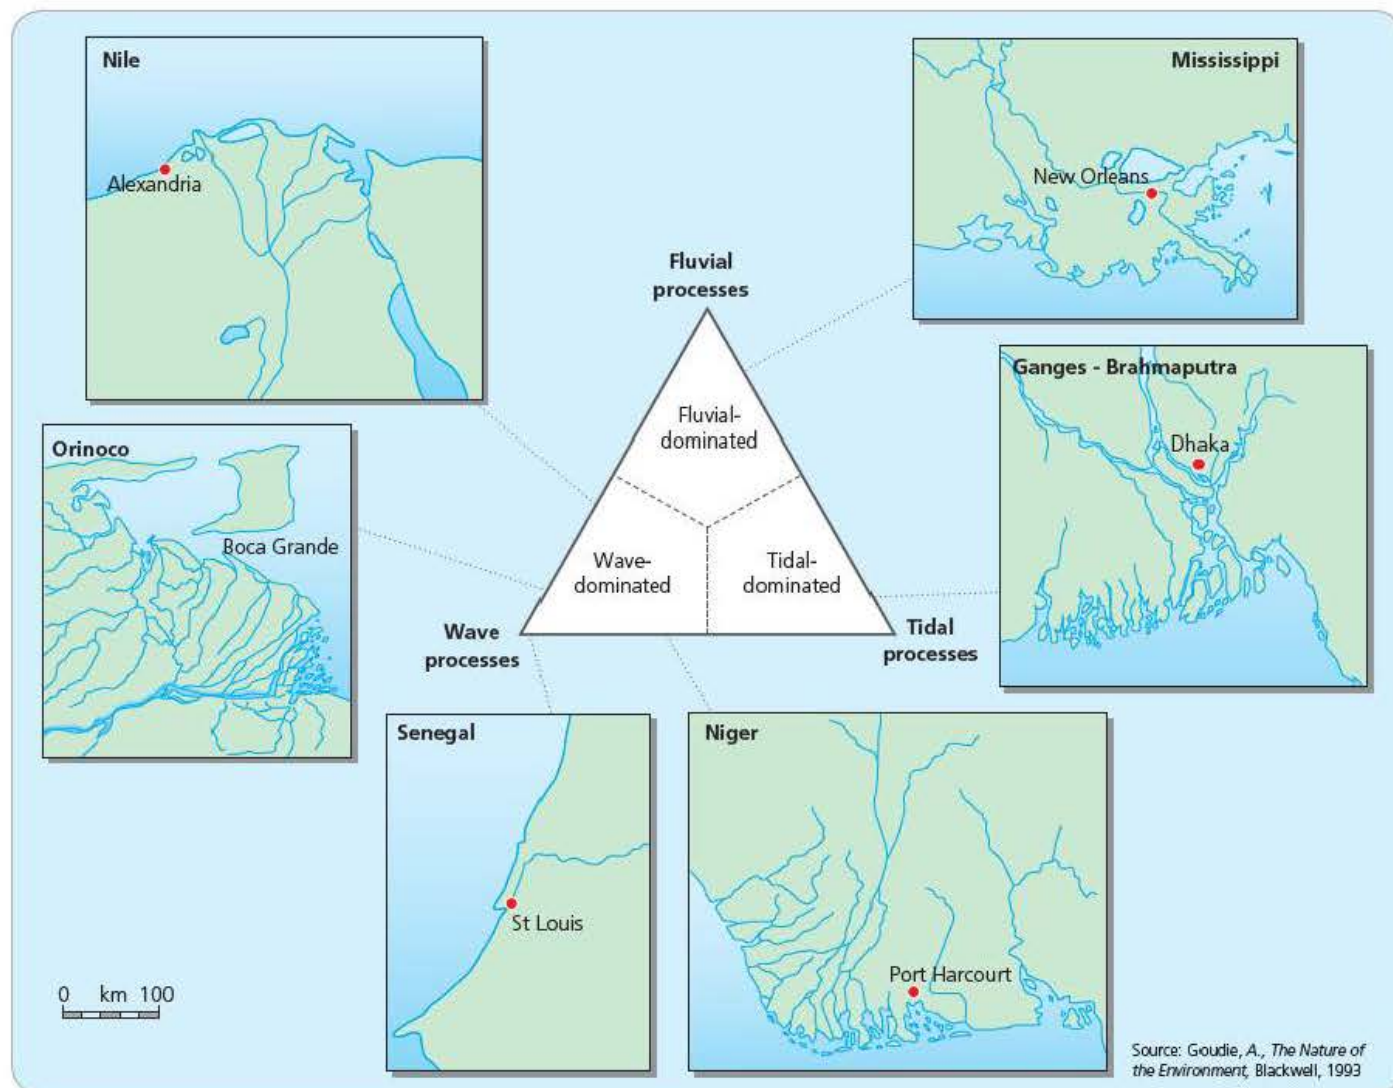 Nile
Alexandria
Mississippi
New Orleans
Fluvial
processes
Ganges - Brahmaputra
Dhaka
Orinoco
Boca Grande
Fluvial-
dominated
Wave-
dominated
Tidal-
dominated
Wave
processes
Tidal
processes
Senegal
St Louis
Niger
Port Harcourt
0 km 100
Source: Goudie, A., The Nature of
the Environment, Blackwell, 1993